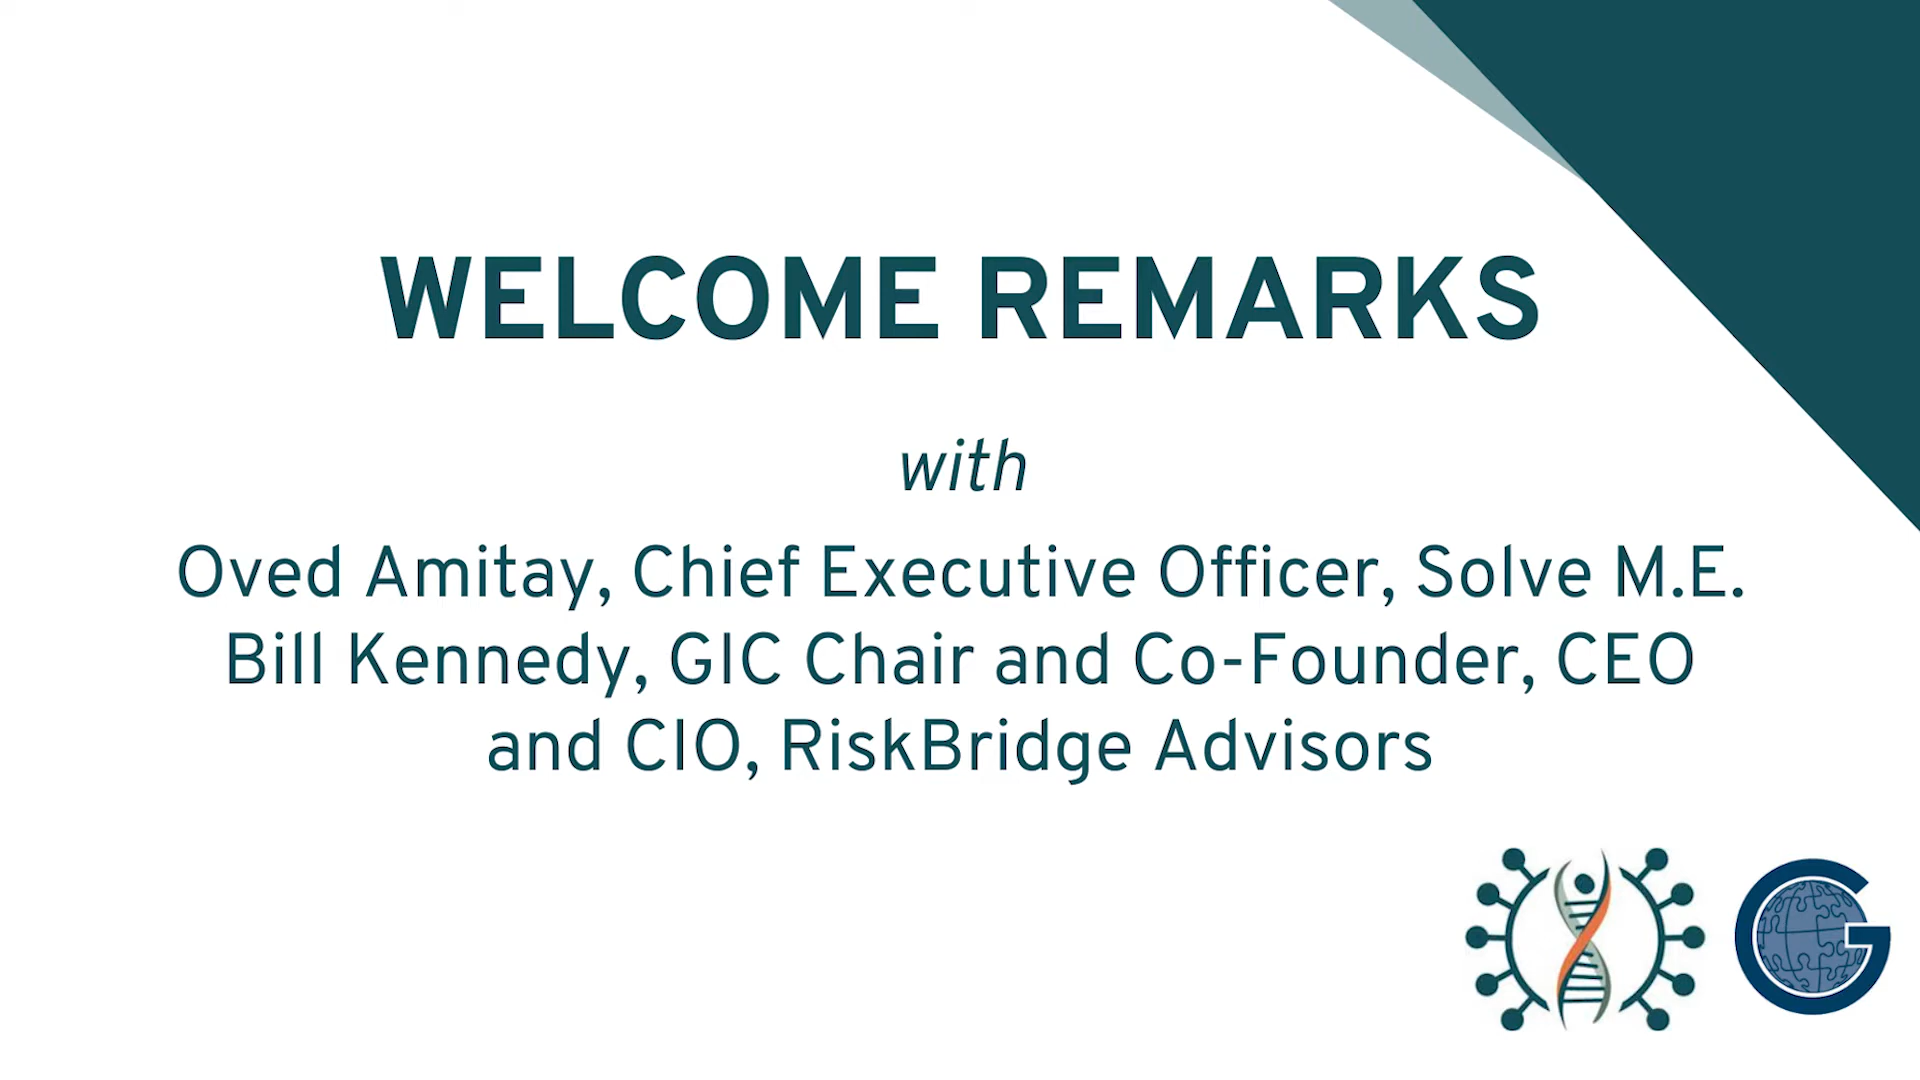 WELCOME REMARKS
with
Oved Amitay, Chief Executive Officer, Solve M.E.
Bill Kennedy, GIC Chair and Co-Founder, CEO
and CIO, RiskBridge Advisors
G